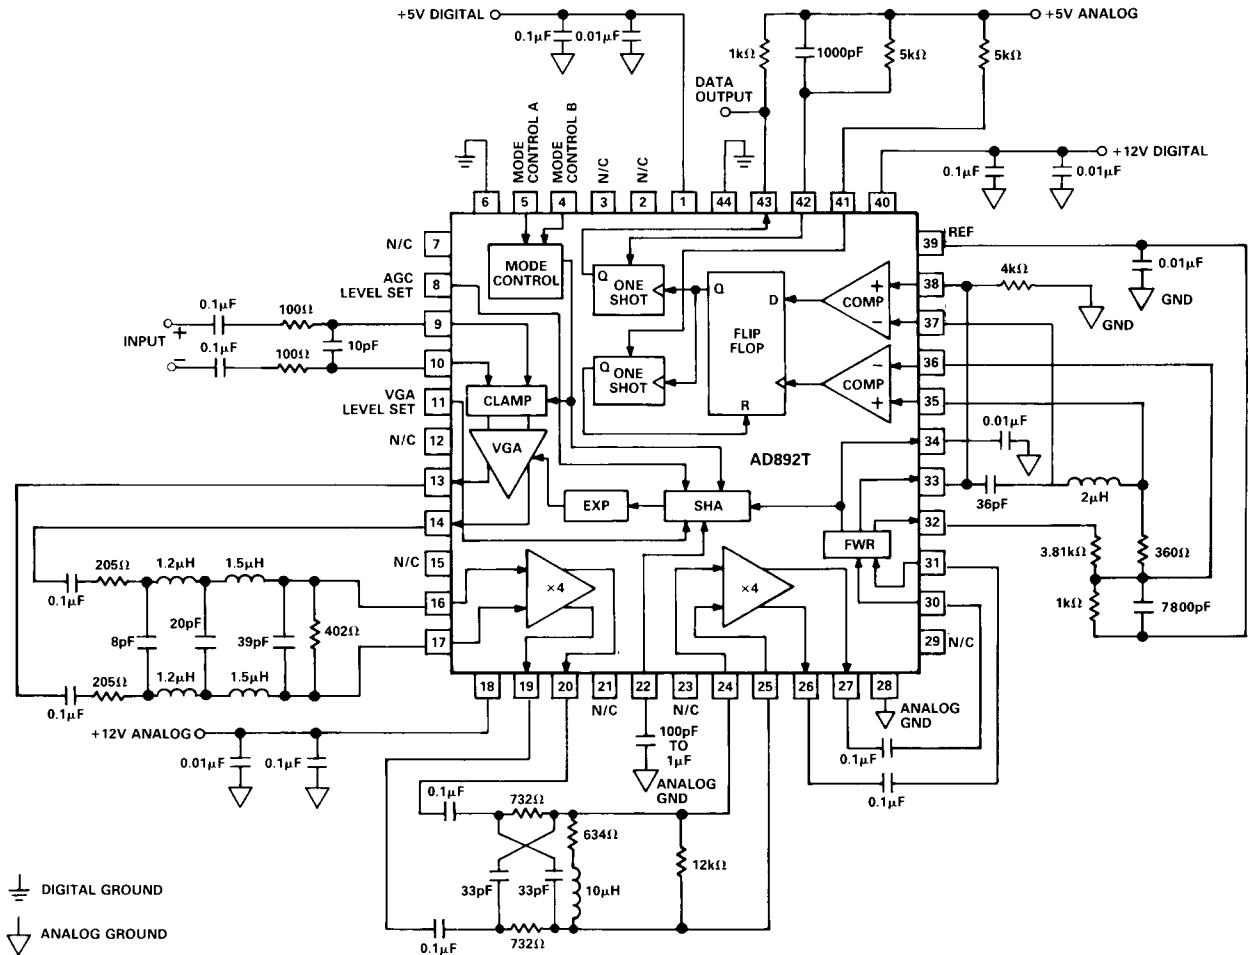 +5V DIGITAL
0.1µF
0.01µF
1kΩ
1000pF
5kΩ
5kΩ
+5V ANALOG
DATA
OUTPUT
MODE
CONTROL A
MODE
CONTROL B
N/C
N/C
0.1µF
0.01µF
+12V DIGITAL
6
5
4
3
2
1
44
43
42
41
40
N/C
7
AGC
LEVEL SET
8
9
10
VGA
LEVEL SET
11
N/C
12
13
14
N/C
15
16
17
INPUT
+
−
0.1µF
100Ω
0.1µF
100Ω
10pF
MODE
CONTROL
Q
ONE
SHOT
Q
ONE
SHOT
Q
D
FLIP
FLOP
R
+
COMP
−
−
COMP
+
CLAMP
VGA
AD892T
EXP
SHA
FWR
×4
×4
39
REF
38
37
36
35
34
33
32
31
30
29
N/C
4kΩ
GND
0.01µF
GND
0.01µF
36pF
2µH
3.81kΩ
360Ω
1kΩ
7800pF
0.1µF
205Ω
1.2µH
1.5µH
8pF
20pF
39pF
402Ω
0.1µF
205Ω
1.2µH
1.5µH
18
19
20
21
N/C
22
23
N/C
24
25
26
27
28
ANALOG
GND
+12V ANALOG
0.01µF
0.1µF
100pF
TO
1µF
ANALOG
GND
0.1µF
0.1µF
0.1µF
732Ω
634Ω
33pF
33pF
10µH
12kΩ
0.1µF
732Ω
DIGITAL GROUND
ANALOG GROUND